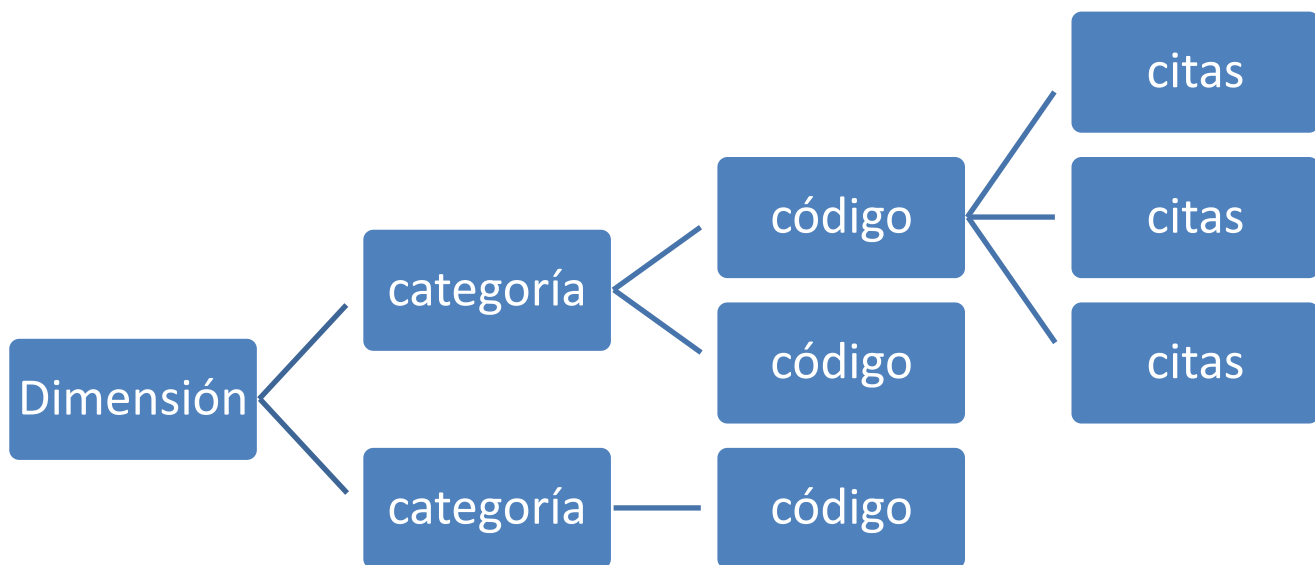 citas
código
citas
categoría
código
citas
Dimensión
categoría
código